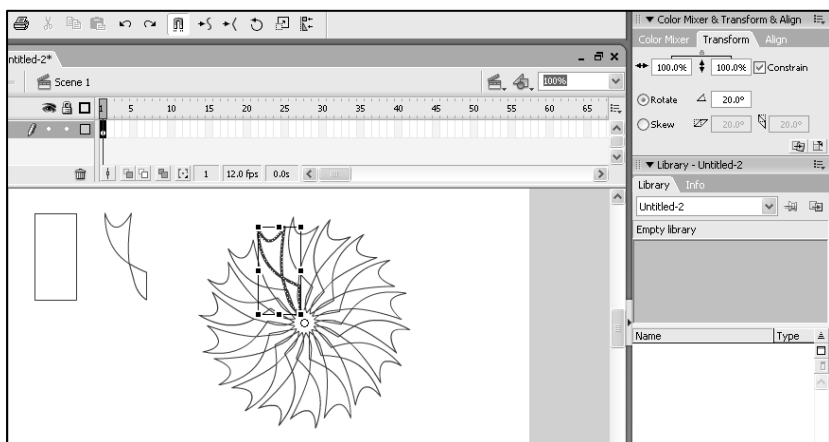 Color Mixer & Transform & Align
ntitled-2*
Color Mixer Transform Align
100.0% 100.0% Constrain
Scene 1 100%
Rotate 20.0°
Skew 20.0° 20.0°
1 5 10 15 20 25 30 35 40 45 50 55 60 65
1 12.0 fps 0.0s
Library - Untitled-2
Library Info
Untitled-2
Empty library
Name Type